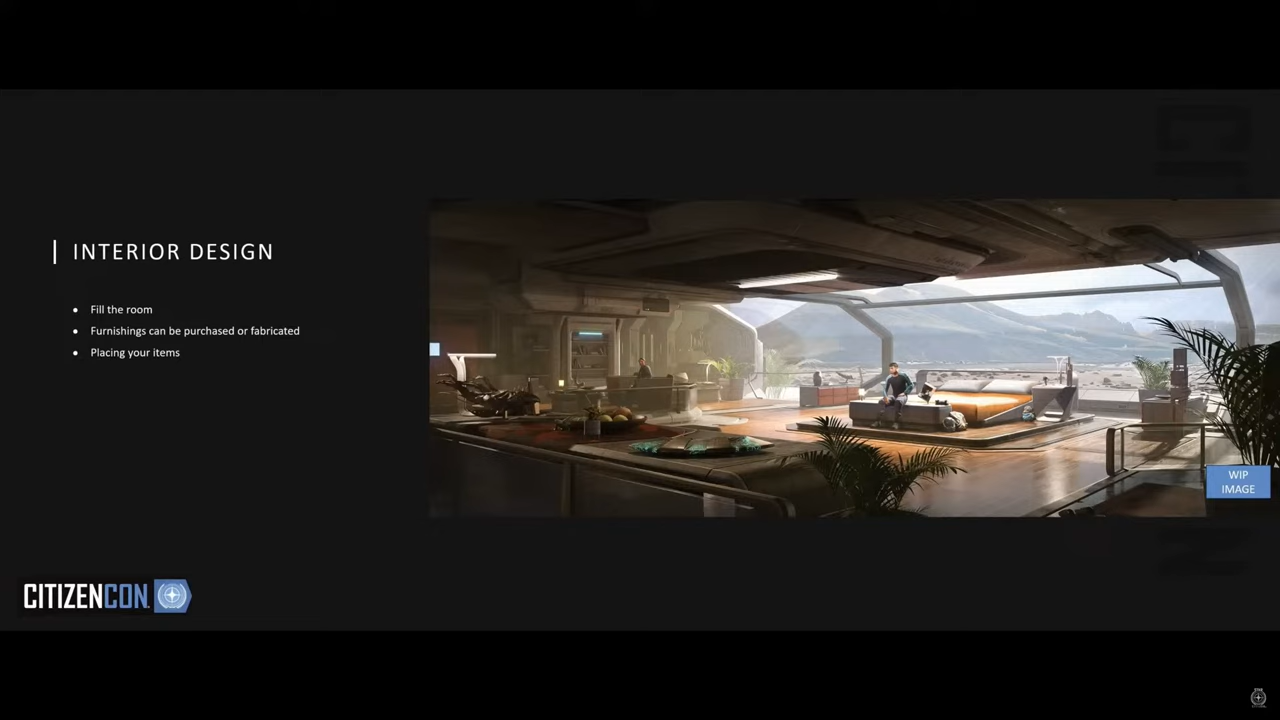 INTERIOR DESIGN
• Fill the room
• Furnishings can be purchased or fabricated
• Placing your items
WIP
IMAGE
CITIZENCON